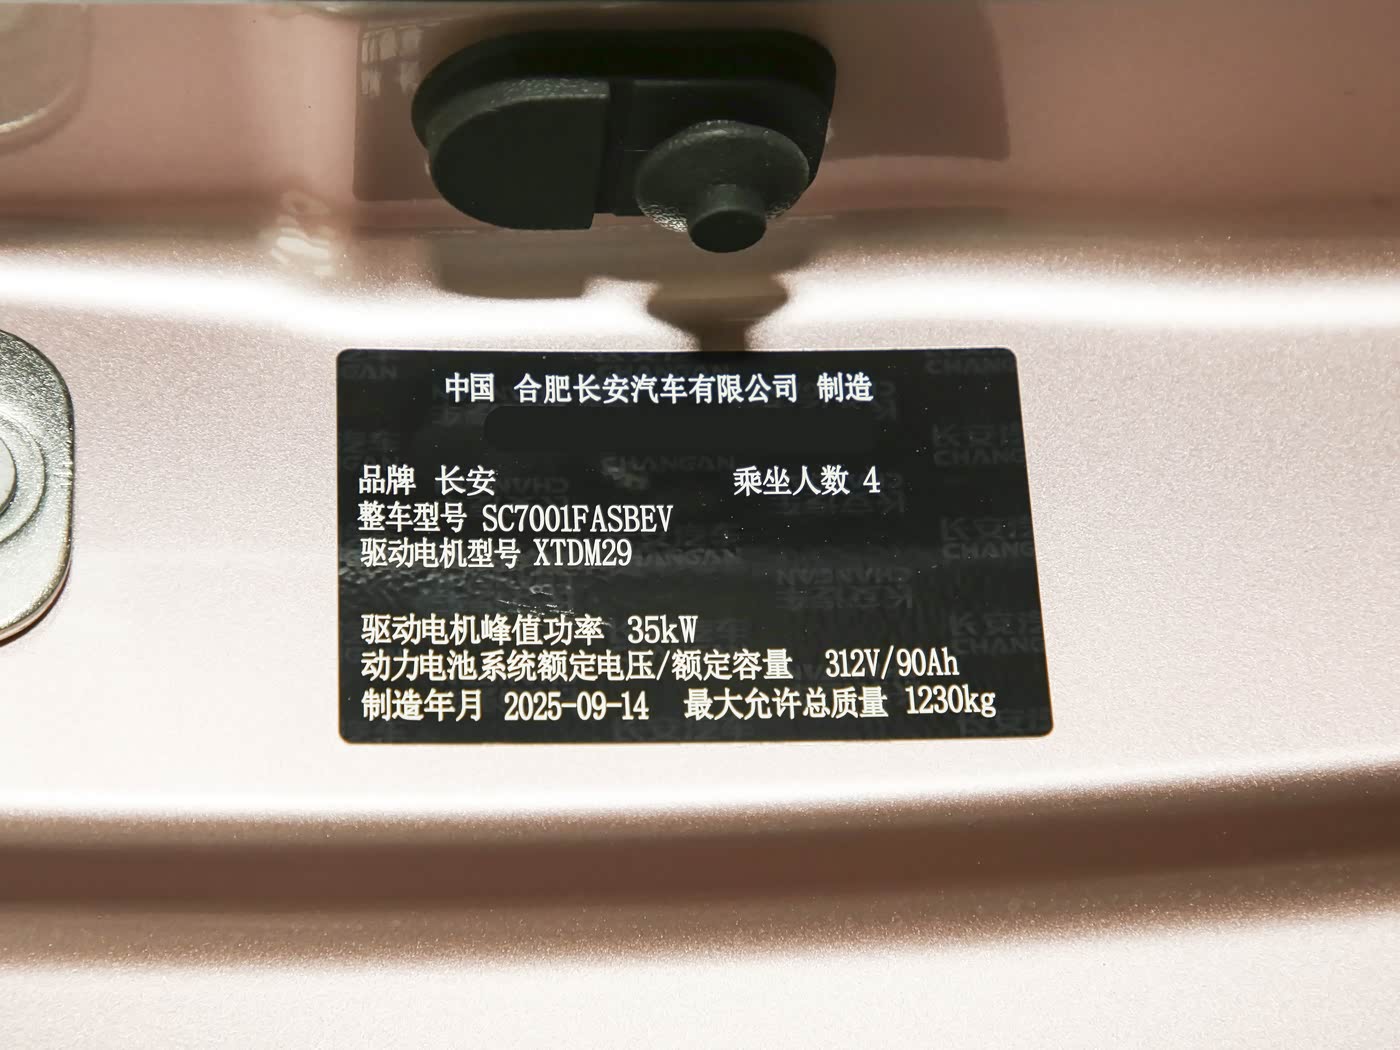 中国 合肥长安汽车有限公司 制造
品牌 长安 乘坐人数 4
整车型号 SC7001FASBEV
驱动电机型号 XTDM29
驱动电机峰值功率 35kW
动力电池系统额定电压/额定容量 312V/90Ah
制造年月 2025-09-14 最大允许总质量 1230kg